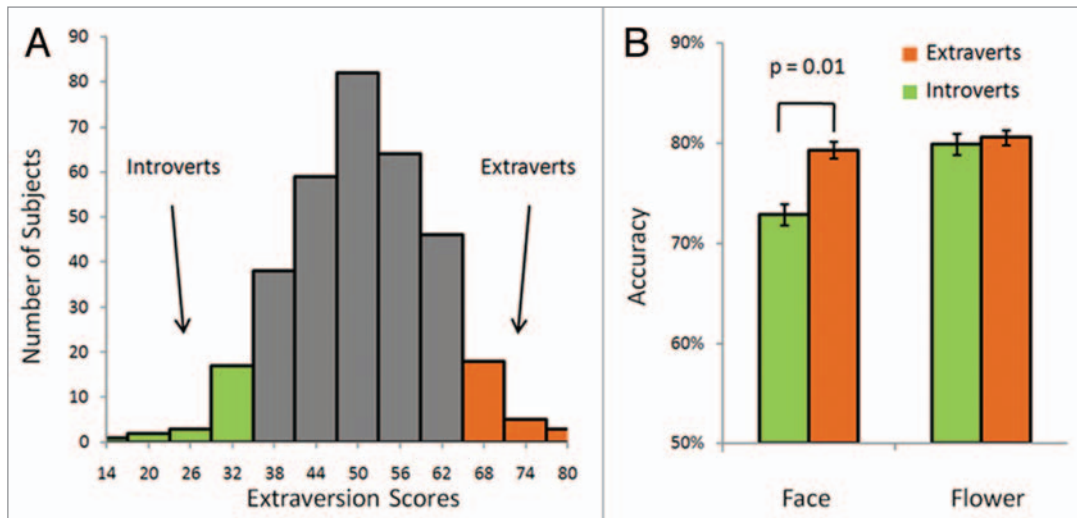 A
Number of Subjects
90
80
70
60
50
40
30
20
10
0
Introverts
Extraverts
14 20 26 32 38 44 50 56 62 68 74 80
Extraversion Scores
B
Accuracy
90%
80%
70%
60%
50%
p = 0.01
Extraverts
Introverts
Face Flower